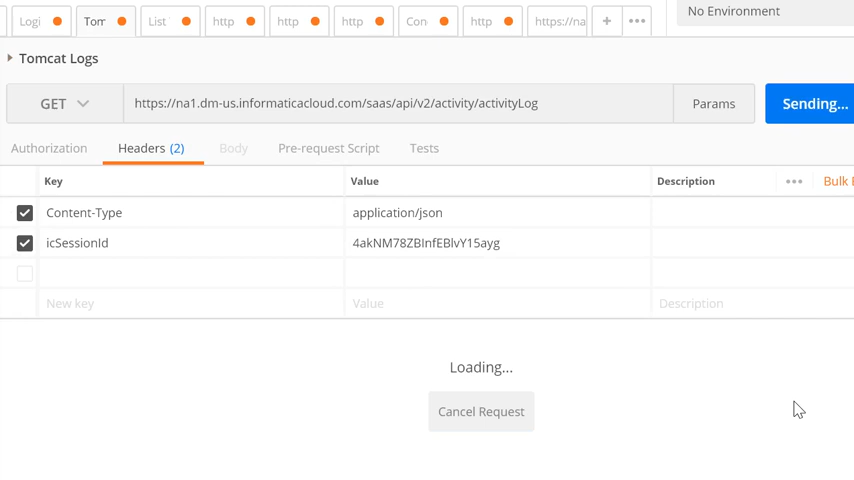 Logi Tom List http http http Con http https://na + •••
No Environment
Tomcat Logs
GET https://na1.dm-us.informaticacloud.com/saas/api/v2/activity/activityLog Params Sending...
Authorization Headers (2) Body Pre-request Script Tests
Key Value Description ••• Bulk E
Content-Type application/json
icSessionId 4akNM78ZBInfEBlvY15ayg
New key Value Description
Loading...
Cancel Request